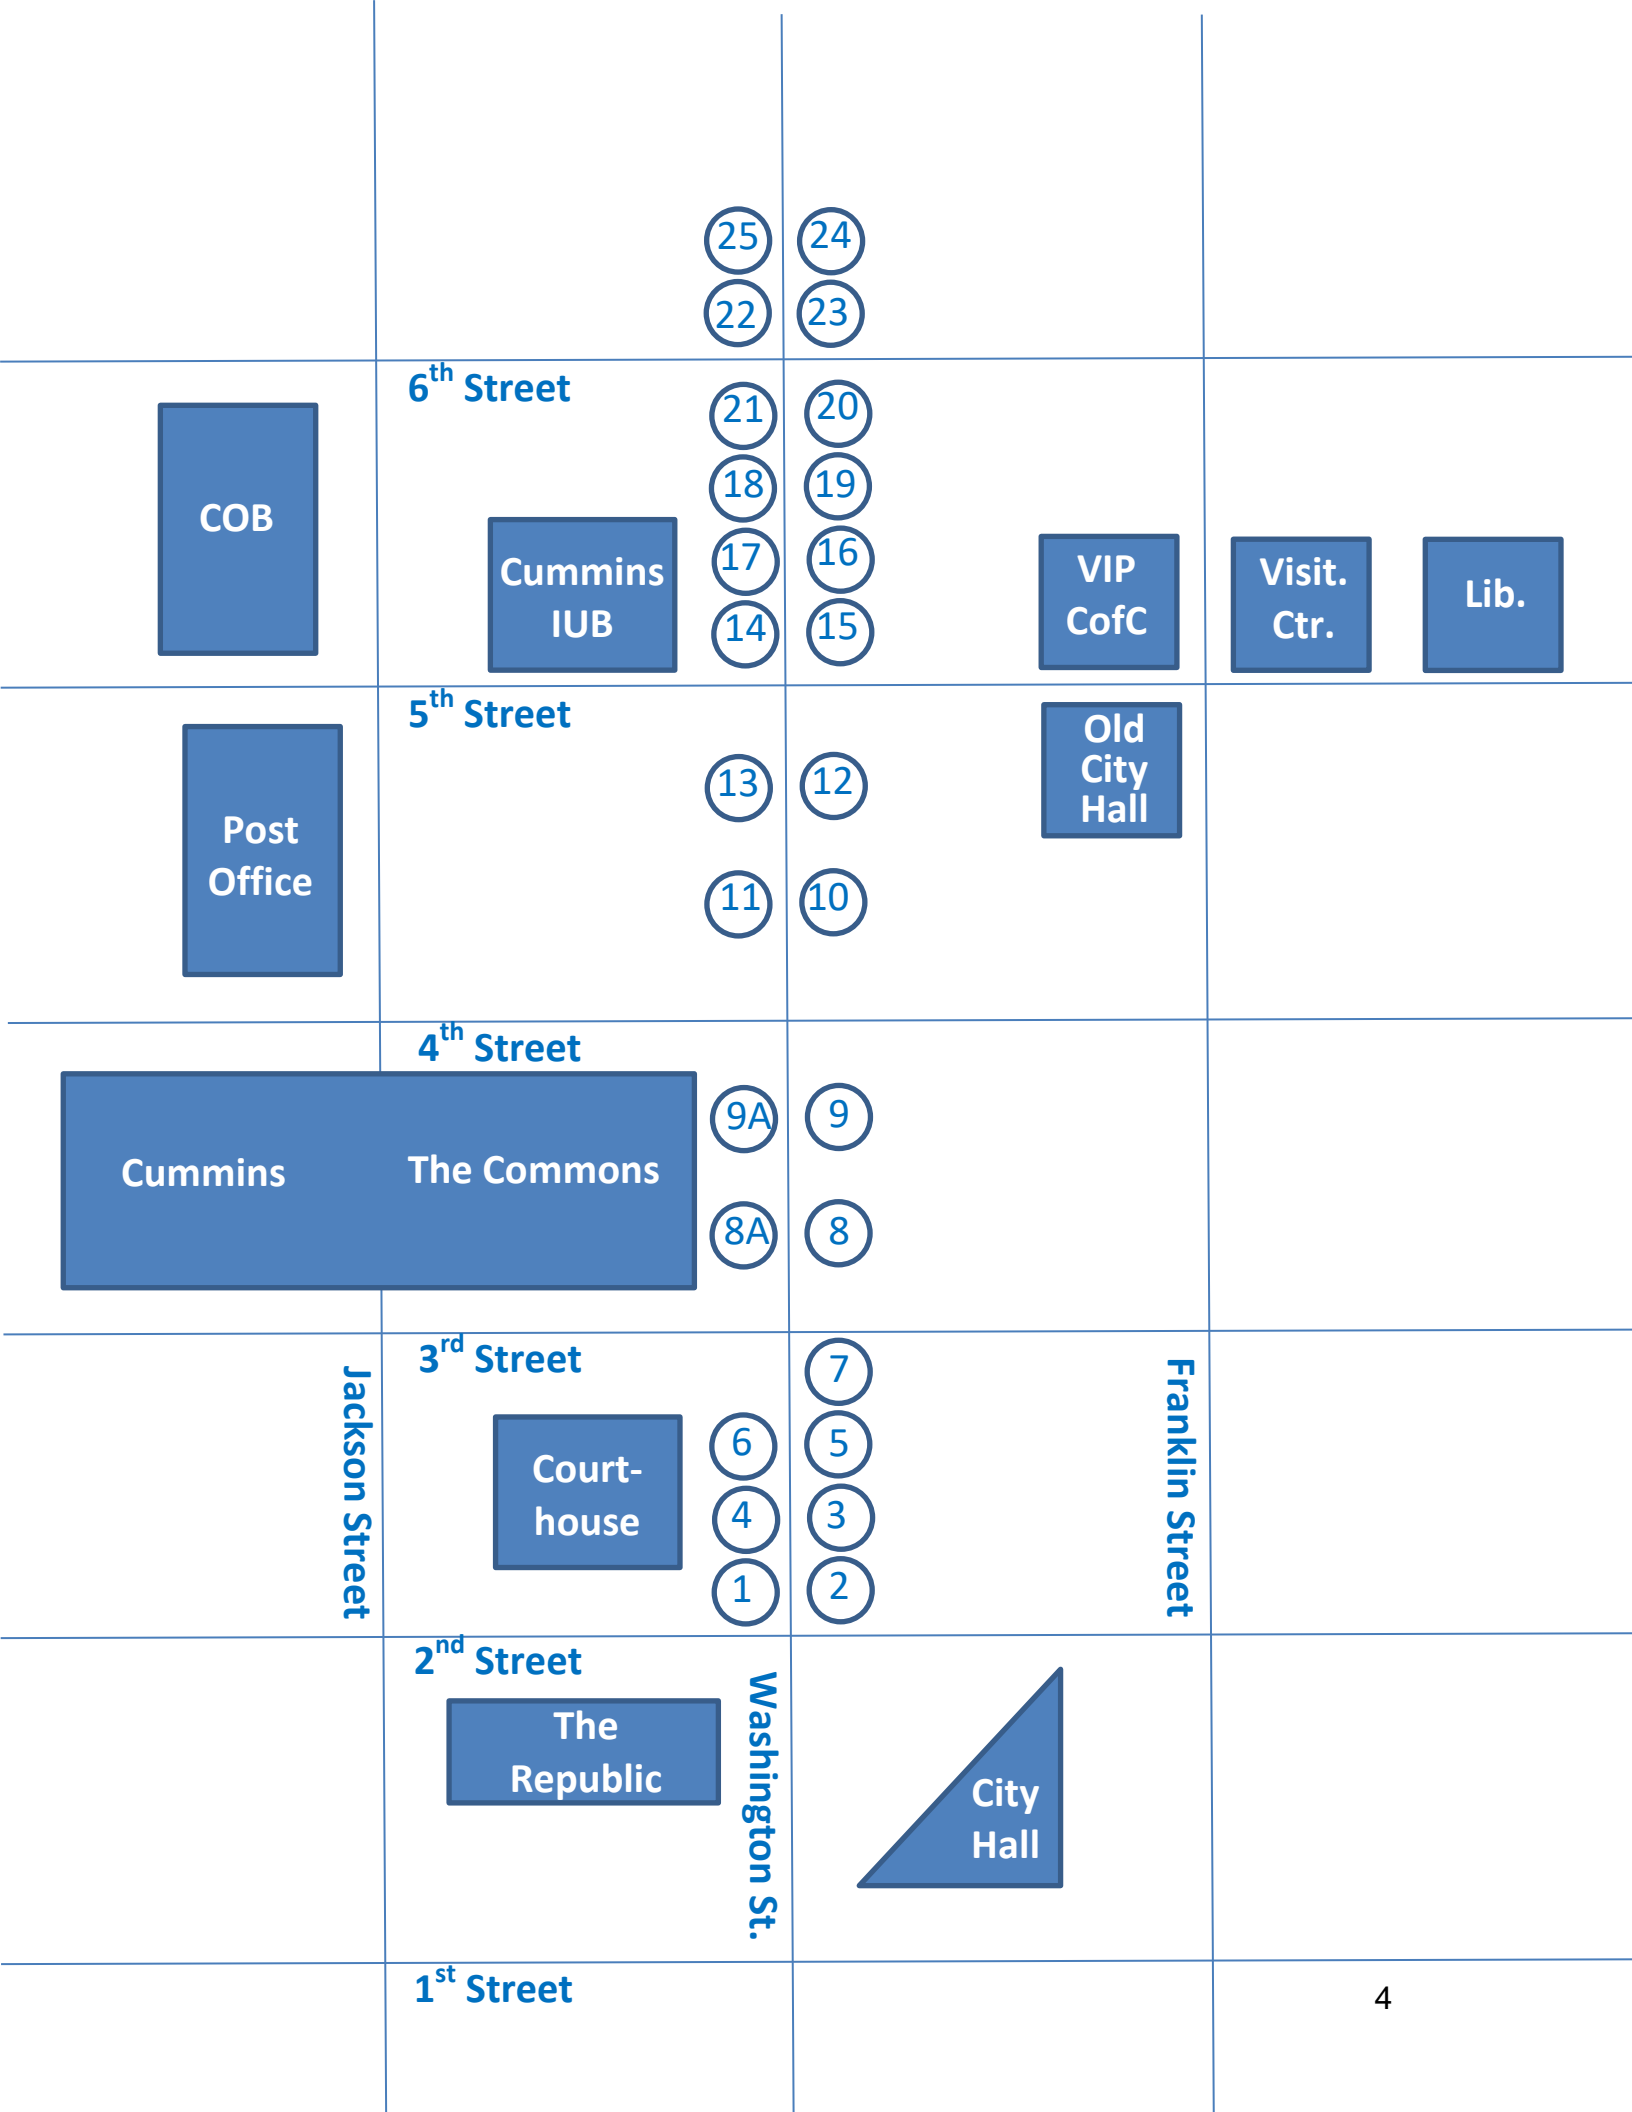 25 24
22 23
6th Street
21 20
18 19
COB
17 16
Cummins
IUB
VIP
CofC
Visit.
Ctr.
Lib.
14 15
5th Street
Old
City
Hall
13 12
Post
Office
11 10
4th Street
9A 9
Cummins The Commons
8A 8
3rd Street
7
Jackson Street
Franklin Street
6 5
Court-
house
4 3
1 2
2nd Street
The
Republic
Washington St.
City
Hall
1st Street
4